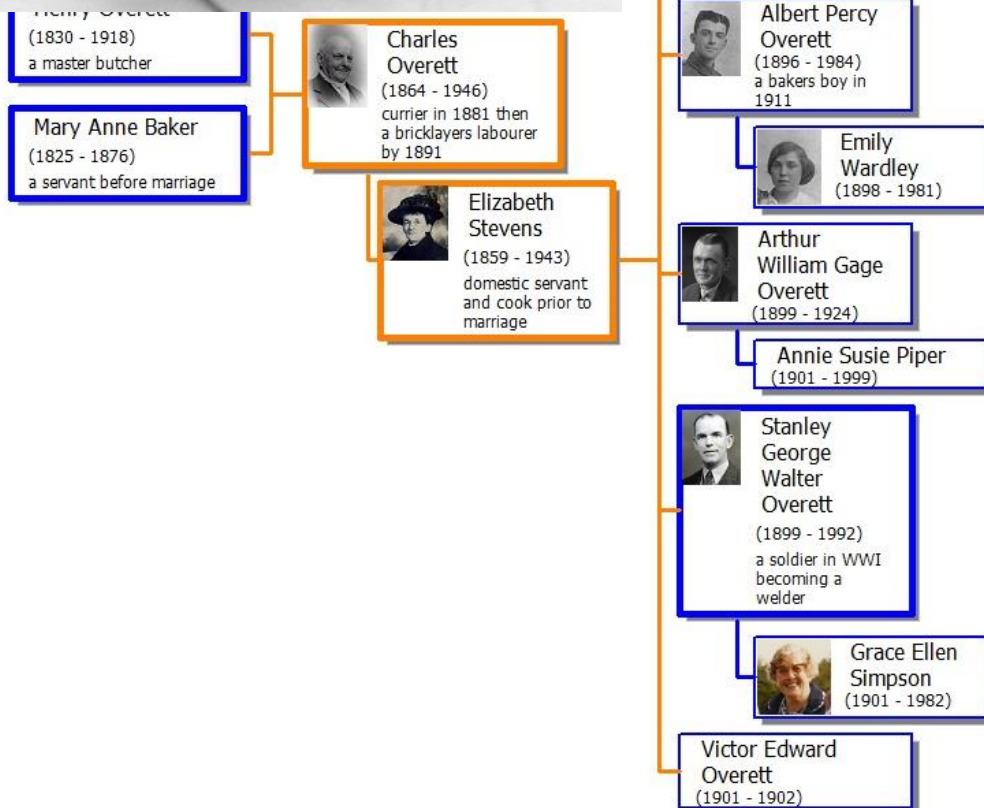 Henry Overett
(1830 - 1918)
a master butcher
Mary Anne Baker
(1825 - 1876)
a servant before marriage
Charles
Overett
(1864 - 1946)
currier in 1881 then
a bricklayers labourer
by 1891
Elizabeth
Stevens
(1859 - 1943)
domestic servant
and cook prior to
marriage
Albert Percy
Overett
(1896 - 1984)
a bakers boy in
1911
Emily
Wardley
(1898 - 1981)
Arthur
William Gage
Overett
(1899 - 1924)
Annie Susie Piper
(1901 - 1999)
Stanley
George
Walter
Overett
(1899 - 1992)
a soldier in WWI
becoming a
welder
Grace Ellen
Simpson
(1901 - 1982)
Victor Edward
Overett
(1901 - 1902)